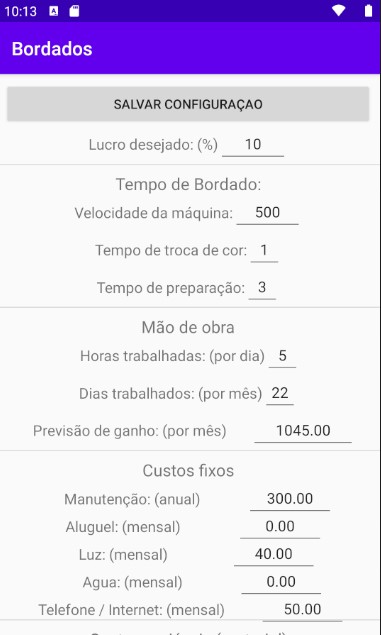 10:13
Bordados
SALVAR CONFIGURAÇAO
Lucro desejado: (%) 10
Tempo de Bordado:
Velocidade da máquina: 500
Tempo de troca de cor: 1
Tempo de preparação: 3
Mão de obra
Horas trabalhadas: (por dia) 5
Dias trabalhados: (por mês) 22
Previsão de ganho: (por mês) 1045.00
Custos fixos
Manutenção: (anual) 300.00
Aluguel: (mensal) 0.00
Luz: (mensal) 40.00
Agua: (mensal) 0.00
Telefone / Internet: (mensal) 50.00